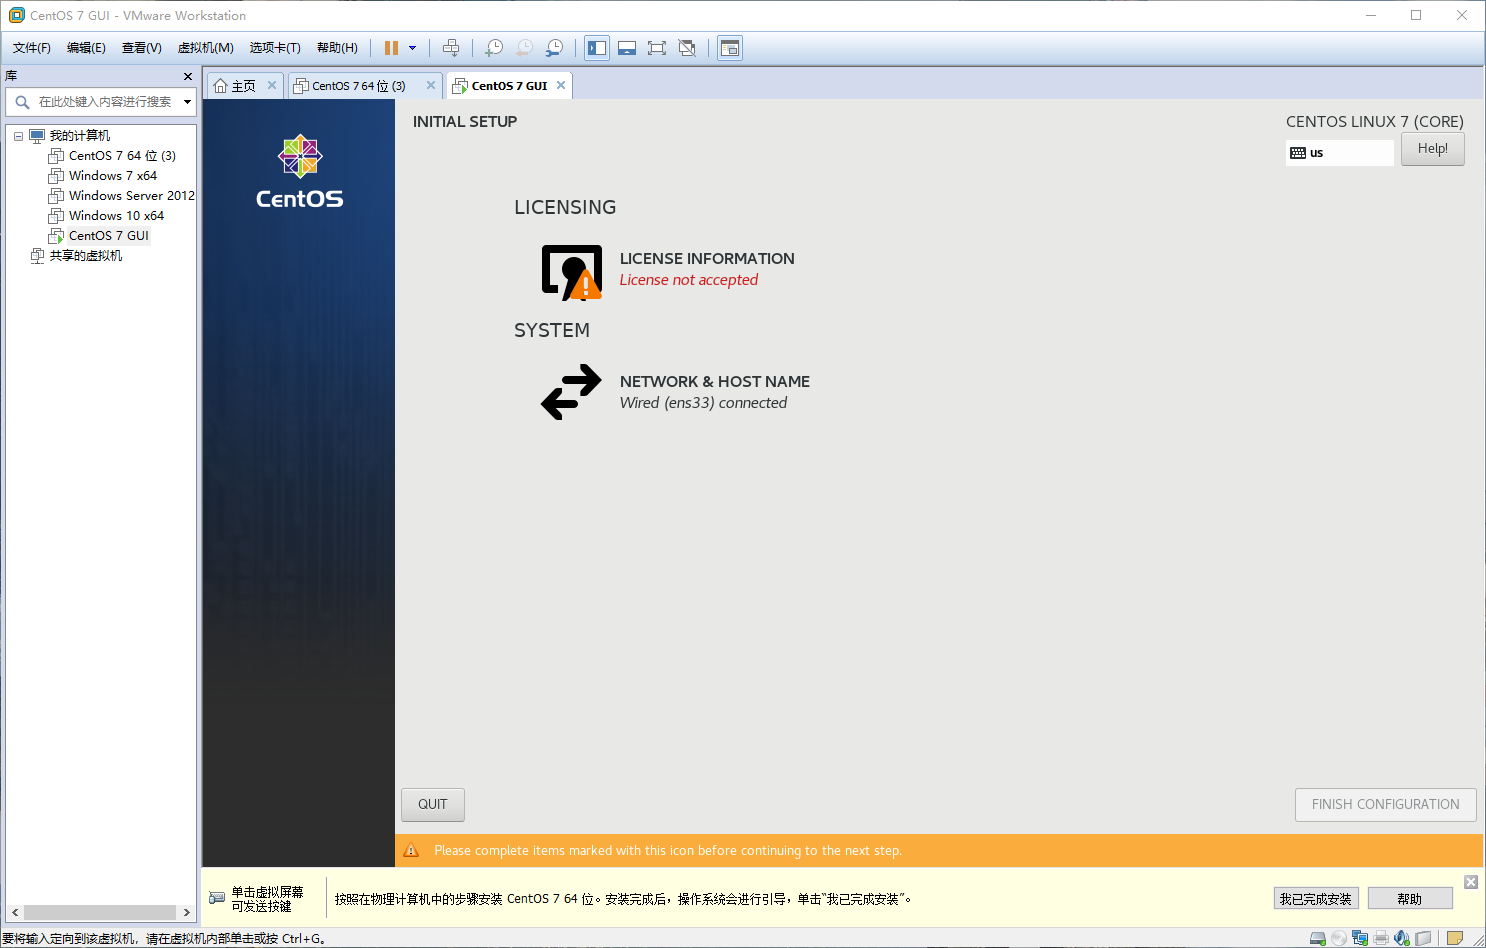 CentOS 7 GUI - VMware Workstation
文件(F) 编辑(E) 查看(V) 虚拟机(M) 选项卡(T) 帮助(H)
库
在此处键入内容进行搜索
我的计算机
CentOS 7 64 位 (3)
Windows 7 x64
Windows Server 2012
Windows 10 x64
CentOS 7 GUI
共享的虚拟机
主页
CentOS 7 64 位 (3)
CentOS 7 GUI
CentOS
INITIAL SETUP
CENTOS LINUX 7 (CORE)
us
Help!
LICENSING
LICENSE INFORMATION
License not accepted
SYSTEM
NETWORK & HOST NAME
Wired (ens33) connected
QUIT
FINISH CONFIGURATION
Please complete items marked with this icon before continuing to the next step.
单击虚拟屏幕
可发送按键
按照在物理计算机中的步骤安装 CentOS 7 64 位。安装完成后，操作系统会进行引导，单击“我已完成安装”。
我已完成安装
帮助
要将输入定向到该虚拟机，请在虚拟机内部单击或按 Ctrl+G。